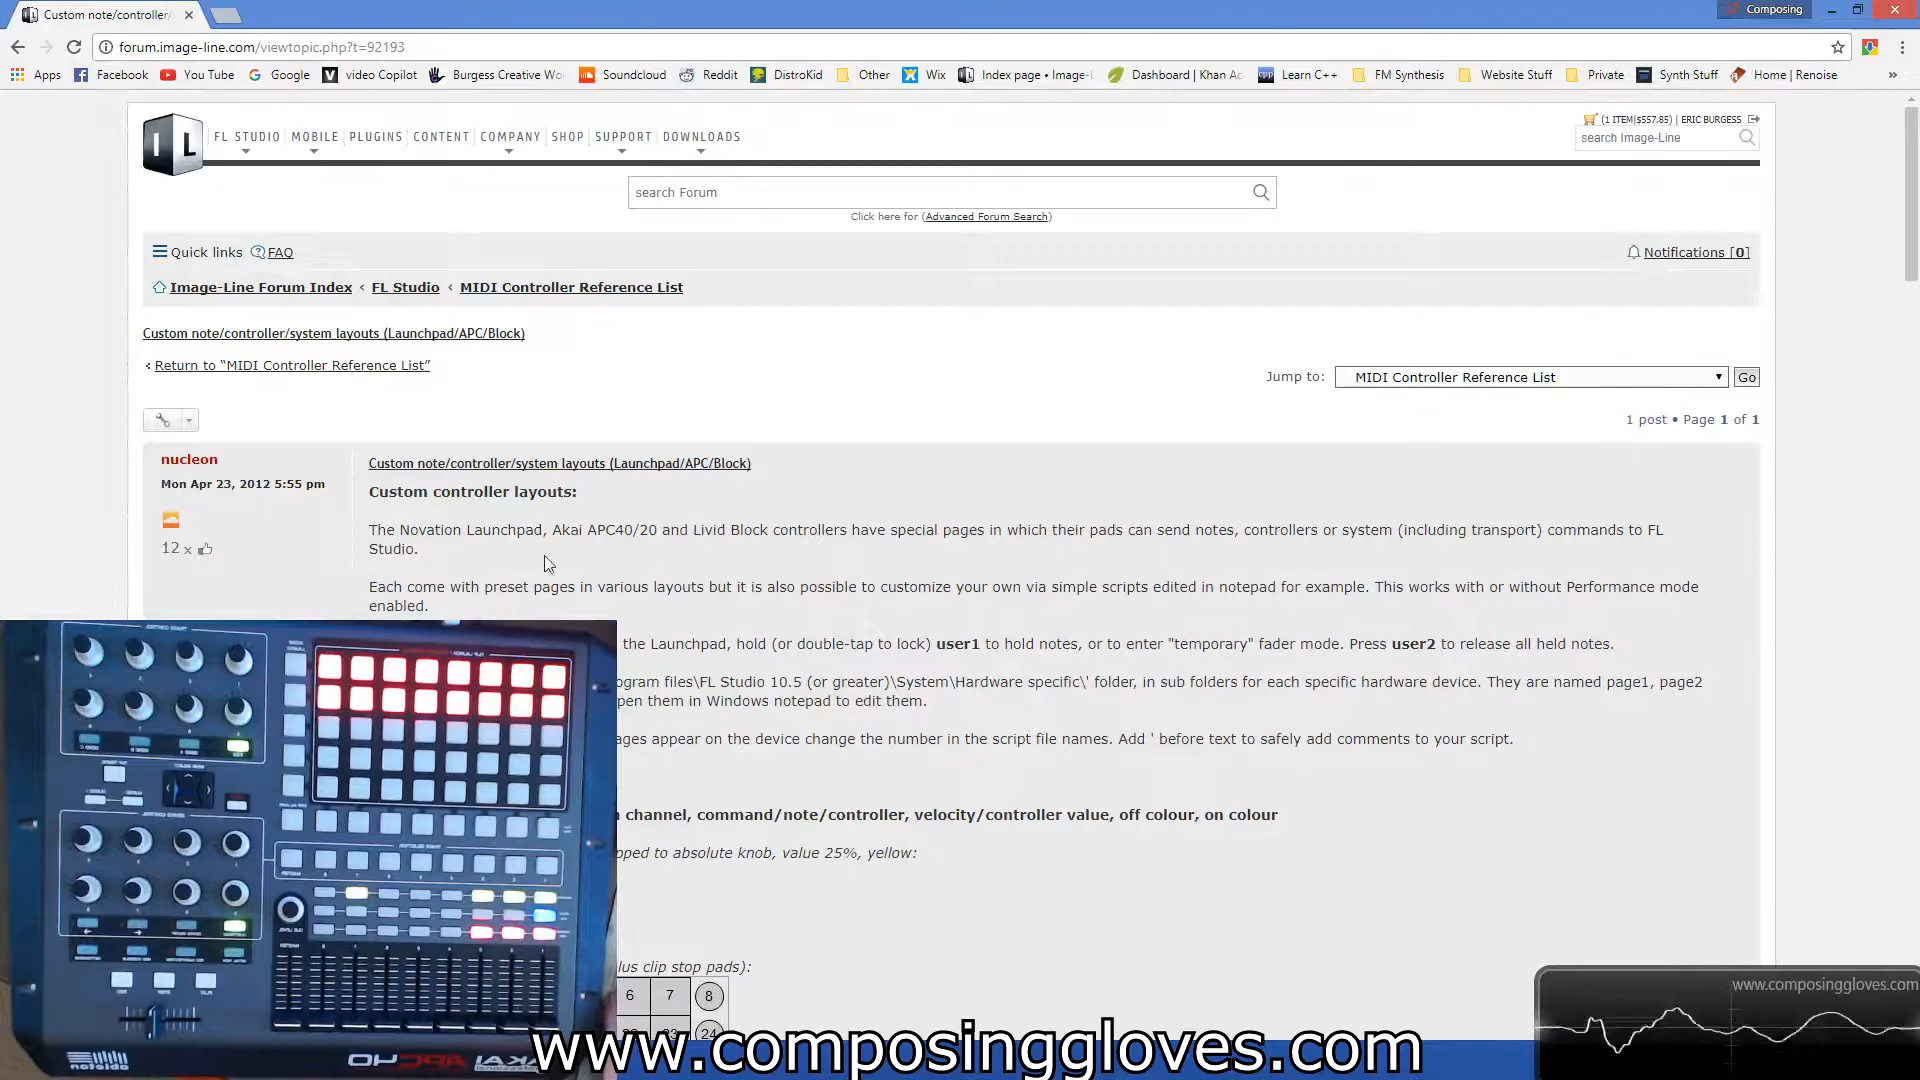 Custom note/controller/
Composing
forum.image-line.com/viewtopic.php?t=92193
Apps Facebook You Tube Google video Copilot Burgess Creative Wo Soundcloud Reddit DistroKid Other Wix Index page • Image-L Dashboard | Khan Ac Learn C++ FM Synthesis Website Stuff Private Synth Stuff Home | Renoise »
IL FL STUDIO MOBILE PLUGINS CONTENT COMPANY SHOP SUPPORT DOWNLOADS
(1 ITEM|$557.85) | ERIC BURGESS
search Image-Line
search Forum
Click here for (Advanced Forum Search)
Quick links FAQ
Notifications [0]
Image-Line Forum Index ‹ FL Studio ‹ MIDI Controller Reference List
Custom note/controller/system layouts (Launchpad/APC/Block)
Return to “MIDI Controller Reference List”
Jump to: MIDI Controller Reference List Go
1 post • Page 1 of 1
nucleon
Mon Apr 23, 2012 5:55 pm
12 x
Custom note/controller/system layouts (Launchpad/APC/Block)
Custom controller layouts:
The Novation Launchpad, Akai APC40/20 and Livid Block controllers have special pages in which their pads can send notes, controllers or system (including transport) commands to FL
Studio.
Each come with preset pages in various layouts but it is also possible to customize your own via simple scripts edited in notepad for example. This works with or without Performance mode
enabled.
the Launchpad, hold (or double-tap to lock) user1 to hold notes, or to enter "temporary" fader mode. Press user2 to release all held notes.
ogram files\FL Studio 10.5 (or greater)\System\Hardware specific\' folder, in sub folders for each specific hardware device. They are named page1, page2
pen them in Windows notepad to edit them.
ages appear on the device change the number in the script file names. Add ' before text to safely add comments to your script.
channel, command/note/controller, velocity/controller value, off colour, on colour
pped to absolute knob, value 25%, yellow:
lus clip stop pads):
6 7 8
24
AKAI
APC40
ableton
www.composinggloves.com
www.composinggloves.com